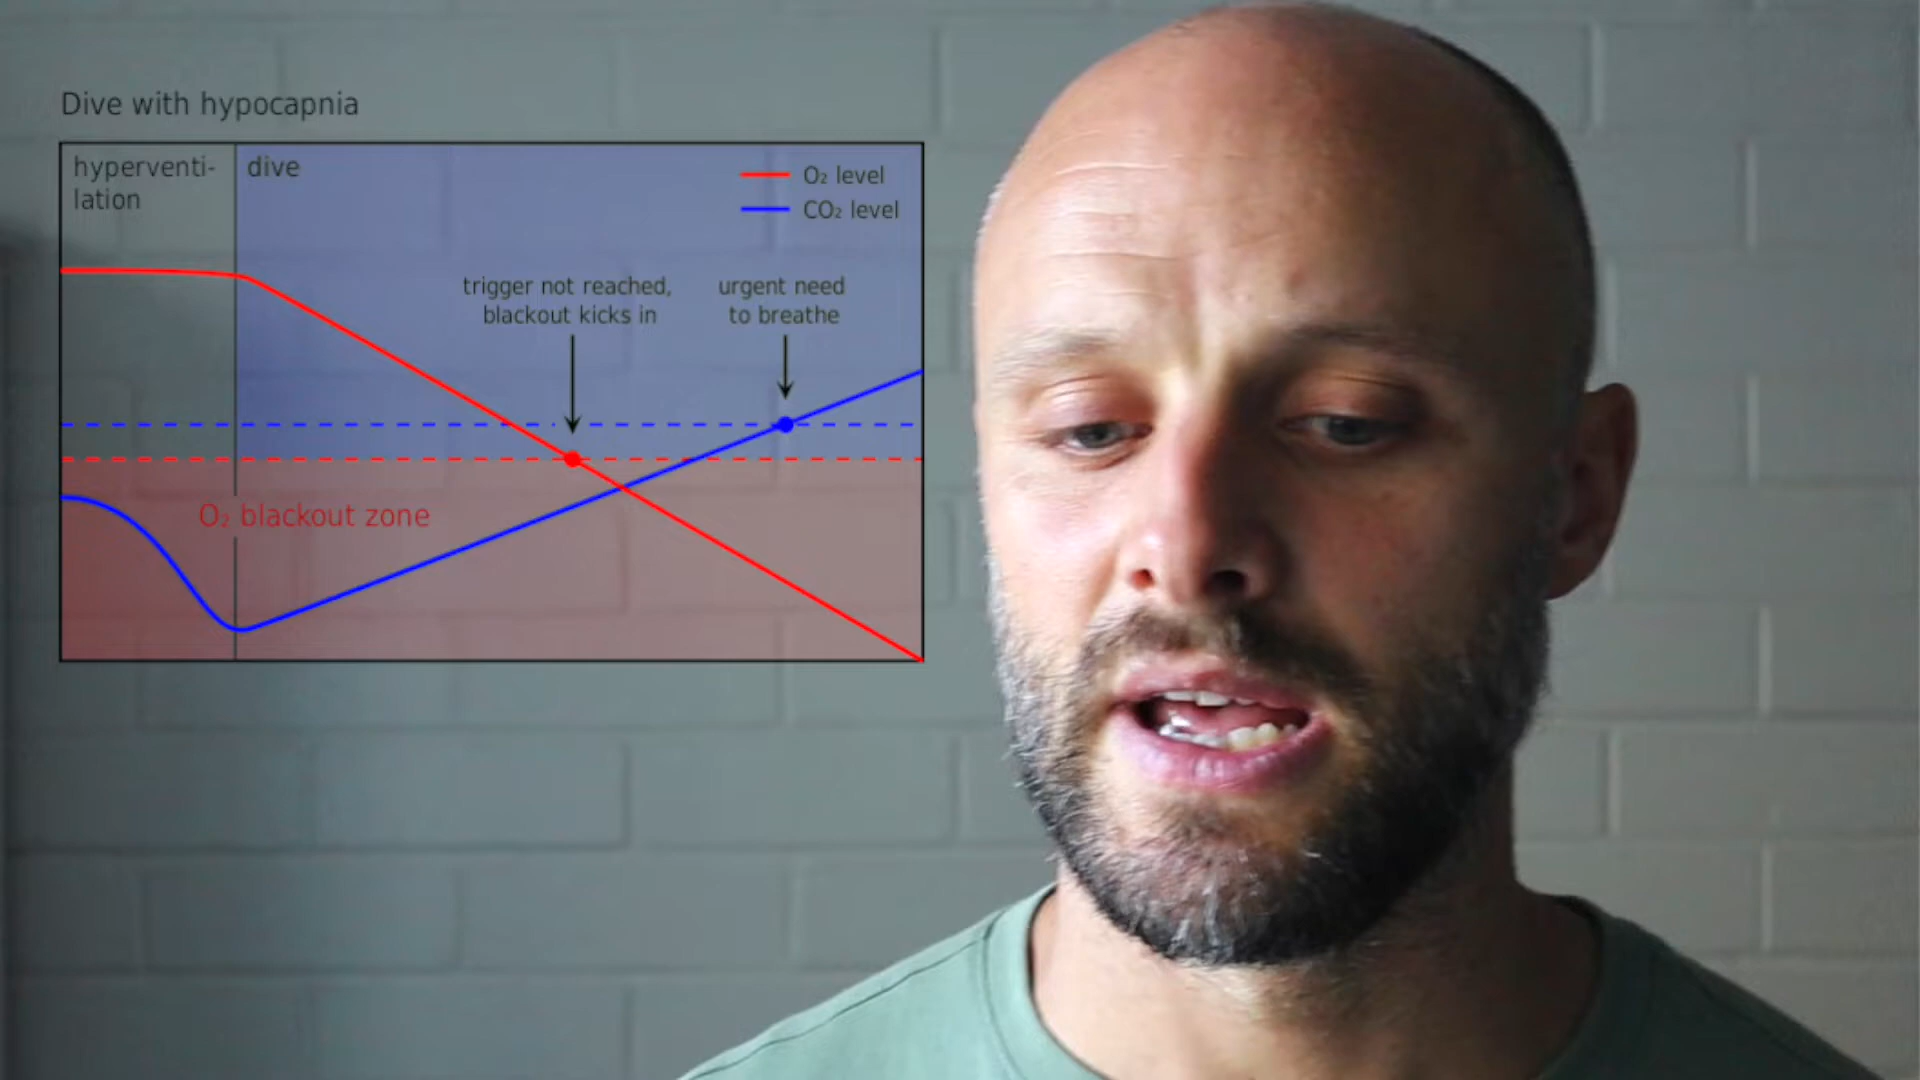 Dive with hypocapnia
hyperventi-
lation
dive
O₂ level
CO₂ level
trigger not reached,
blackout kicks in
urgent need
to breathe
O₂ blackout zone